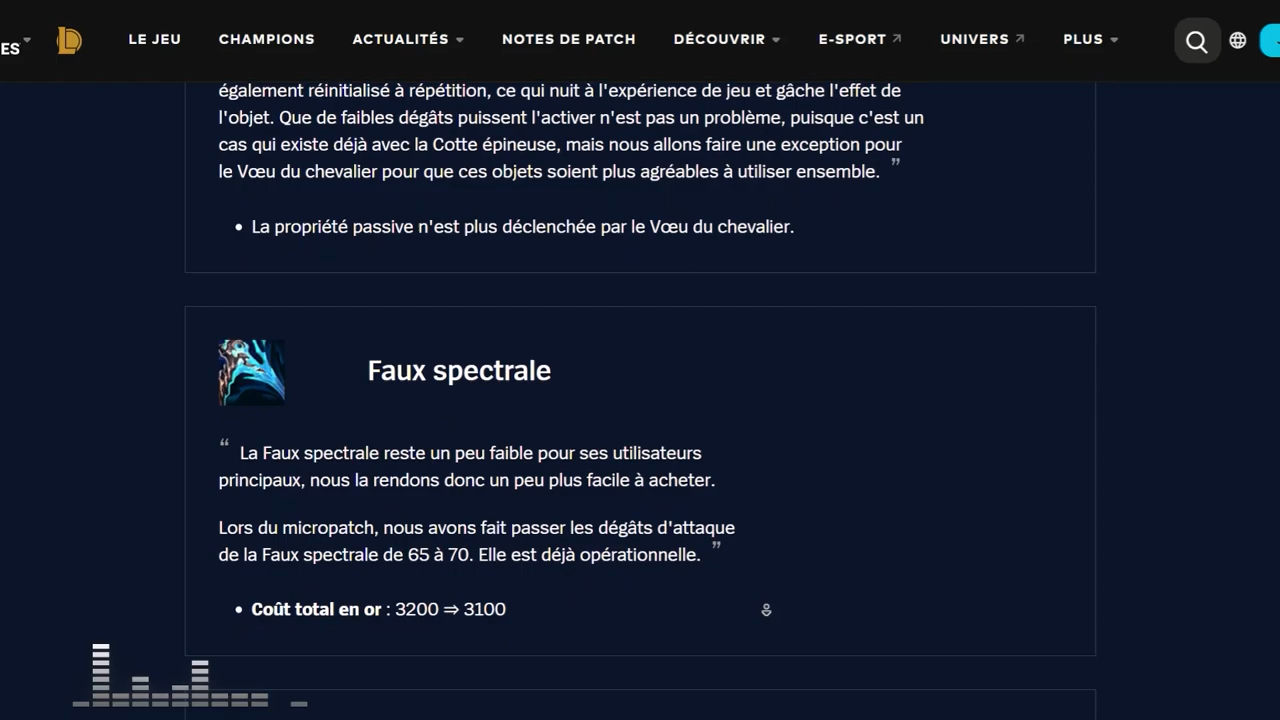 ES
LE JEU CHAMPIONS ACTUALITÉS NOTES DE PATCH DÉCOUVRIR E-SPORT UNIVERS PLUS
également réinitialisé à répétition, ce qui nuit à l'expérience de jeu et gâche l'effet de
l'objet. Que de faibles dégâts puissent l'activer n'est pas un problème, puisque c'est un
cas qui existe déjà avec la Cotte épineuse, mais nous allons faire une exception pour
le Vœu du chevalier pour que ces objets soient plus agréables à utiliser ensemble. ”
• La propriété passive n'est plus déclenchée par le Vœu du chevalier.
Faux spectrale
“ La Faux spectrale reste un peu faible pour ses utilisateurs
principaux, nous la rendons donc un peu plus facile à acheter.
Lors du micropatch, nous avons fait passer les dégâts d'attaque
de la Faux spectrale de 65 à 70. Elle est déjà opérationnelle. ”
• Coût total en or : 3200 ⇒ 3100